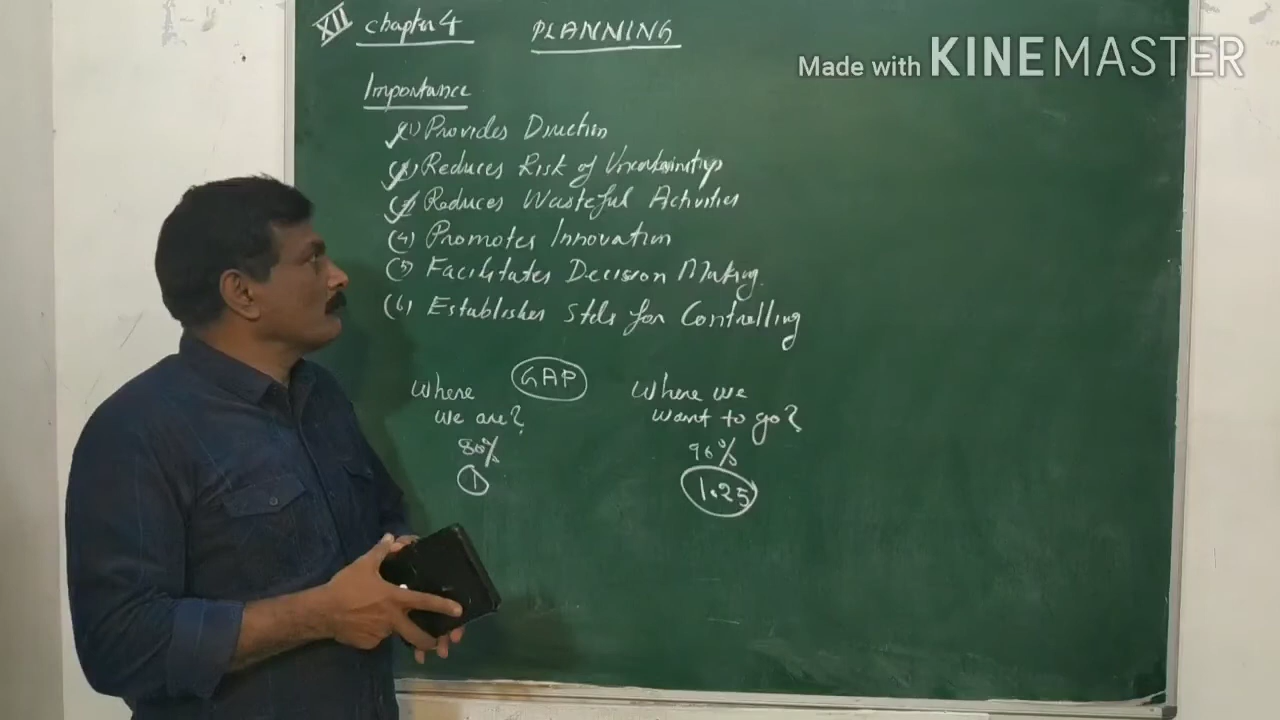 XII Chapter 4 PLANNING
Made with KINEMASTER
Importance
(1) Provides Direction
(2) Reduces Risk of Uncertainities
(3) Reduces Wasteful Activities
(4) Promotes Innovation
(5) Facilitates Decision Making.
(6) Establishes Stds for Controlling
Where we are?
80%
1
GAP
Where we want to go?
90%
1.25